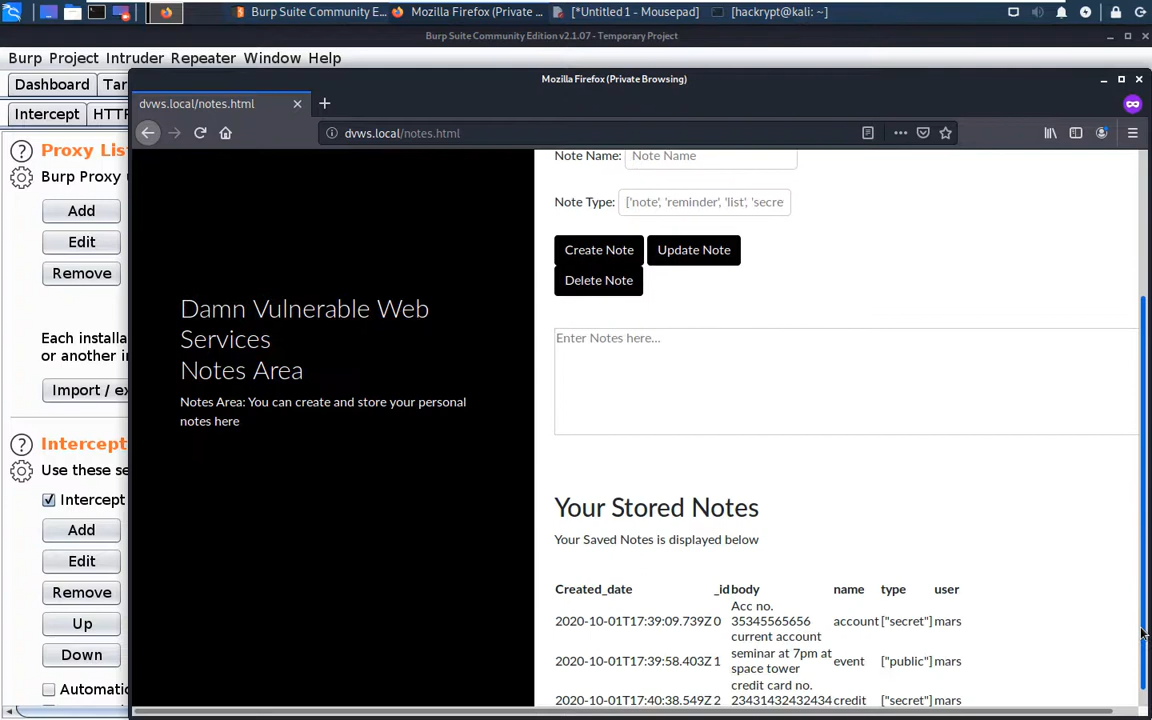 Burp Suite Community E...
Mozilla Firefox (Private ...
[*Untitled 1 - Mousepad]
[hackrypt@kali: ~]
Burp Suite Community Edition v2.1.07 - Temporary Project
Burp Project Intruder Repeater Window Help
Dashboard Tar
Mozilla Firefox (Private Browsing)
dvws.local/notes.html
Intercept HTTP
dvws.local/notes.html
Proxy Lis
Burp Proxy
Add
Edit
Remove
Each installa
or another i
Import / ex
Intercept
Use these se
Intercept
Add
Edit
Remove
Up
Down
Automatic
Damn Vulnerable Web
Services
Notes Area
Notes Area: You can create and store your personal
notes here
Note Name: Note Name
Note Type: ['note', 'reminder', 'list', 'secre
Create Note Update Note
Delete Note
Enter Notes here...
Your Stored Notes
Your Saved Notes is displayed below
Created_date _id body name type user
Acc no.
2020-10-01T17:39:09.739Z 0 35345565656 account ["secret"] mars
current account
seminar at 7pm at
2020-10-01T17:39:58.403Z 1 event ["public"] mars
space tower
credit card no.
2020-10-01T17:40:38.549Z 2 23431432432434 credit ["secret"] mars